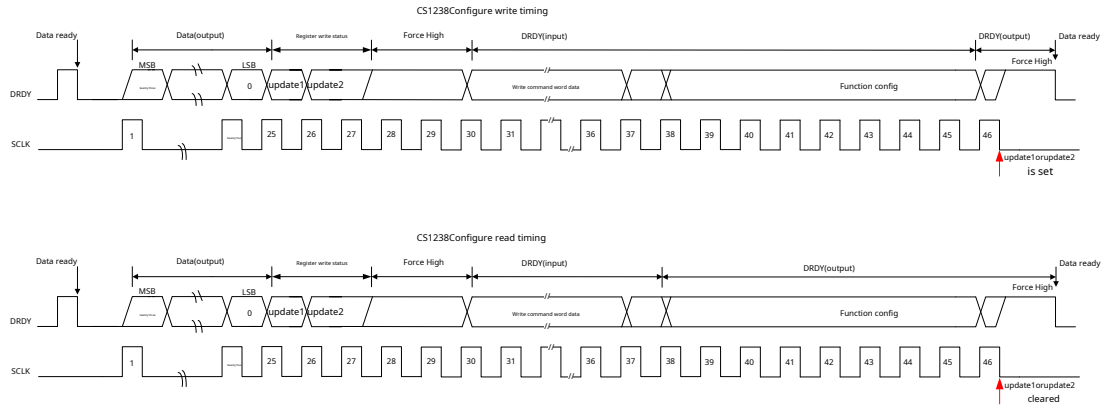 CS1238Configure write timing
Data ready
Data(output)
Register write status
Force High
DRDY(input)
DRDY(output)
Data ready
MSB
LSB
Force High
DRDY
0
update1
update2
Write command word data
Function config
SCLK
1
25
26
27
28
29
30
31
36
37
38
39
40
41
42
43
44
45
46
update1orupdate2
is set
CS1238Configure read timing
Data ready
Data(output)
Register write status
Force High
DRDY(input)
DRDY(output)
Data ready
MSB
LSB
Force High
DRDY
0
update1
update2
Write command word data
Function config
SCLK
1
25
26
27
28
29
30
31
36
37
38
39
40
41
42
43
44
45
46
update1orupdate2
cleared